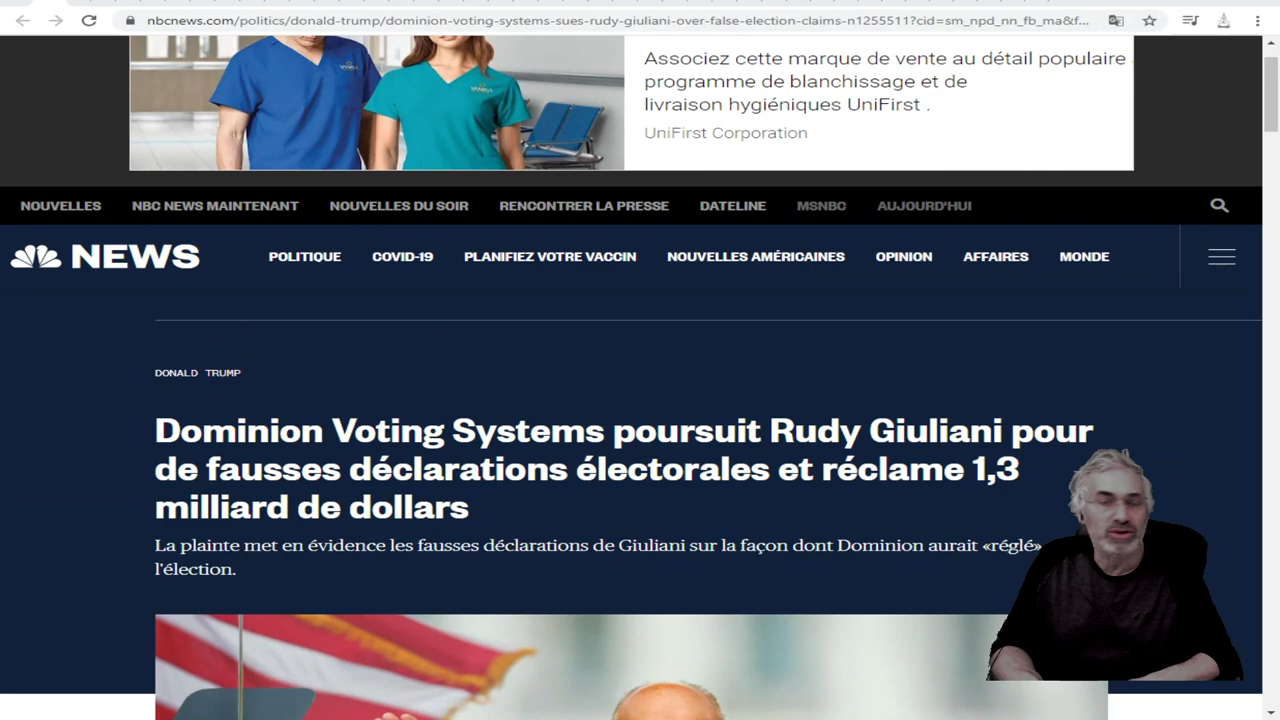 nbcnews.com/politics/donald-trump/dominion-voting-systems-sues-rudy-giuliani-over-false-election-claims-n1255511?cid=sm_npd_nn_fb_ma&f...
Associez cette marque de vente au détail populaire
programme de blanchissage et de
livraison hygiéniques UniFirst .
UniFirst Corporation
NOUVELLES NBC NEWS MAINTENANT NOUVELLES DU SOIR RENCONTRER LA PRESSE DATELINE MSNBC AUJOURD'HUI
NEWS POLITIQUE COVID-19 PLANIFIEZ VOTRE VACCIN NOUVELLES AMÉRICAINES OPINION AFFAIRES MONDE
DONALD TRUMP
Dominion Voting Systems poursuit Rudy Giuliani pour
de fausses déclarations électorales et réclame 1,3
milliard de dollars
La plainte met en évidence les fausses déclarations de Giuliani sur la façon dont Dominion aurait «réglé»
l'élection.